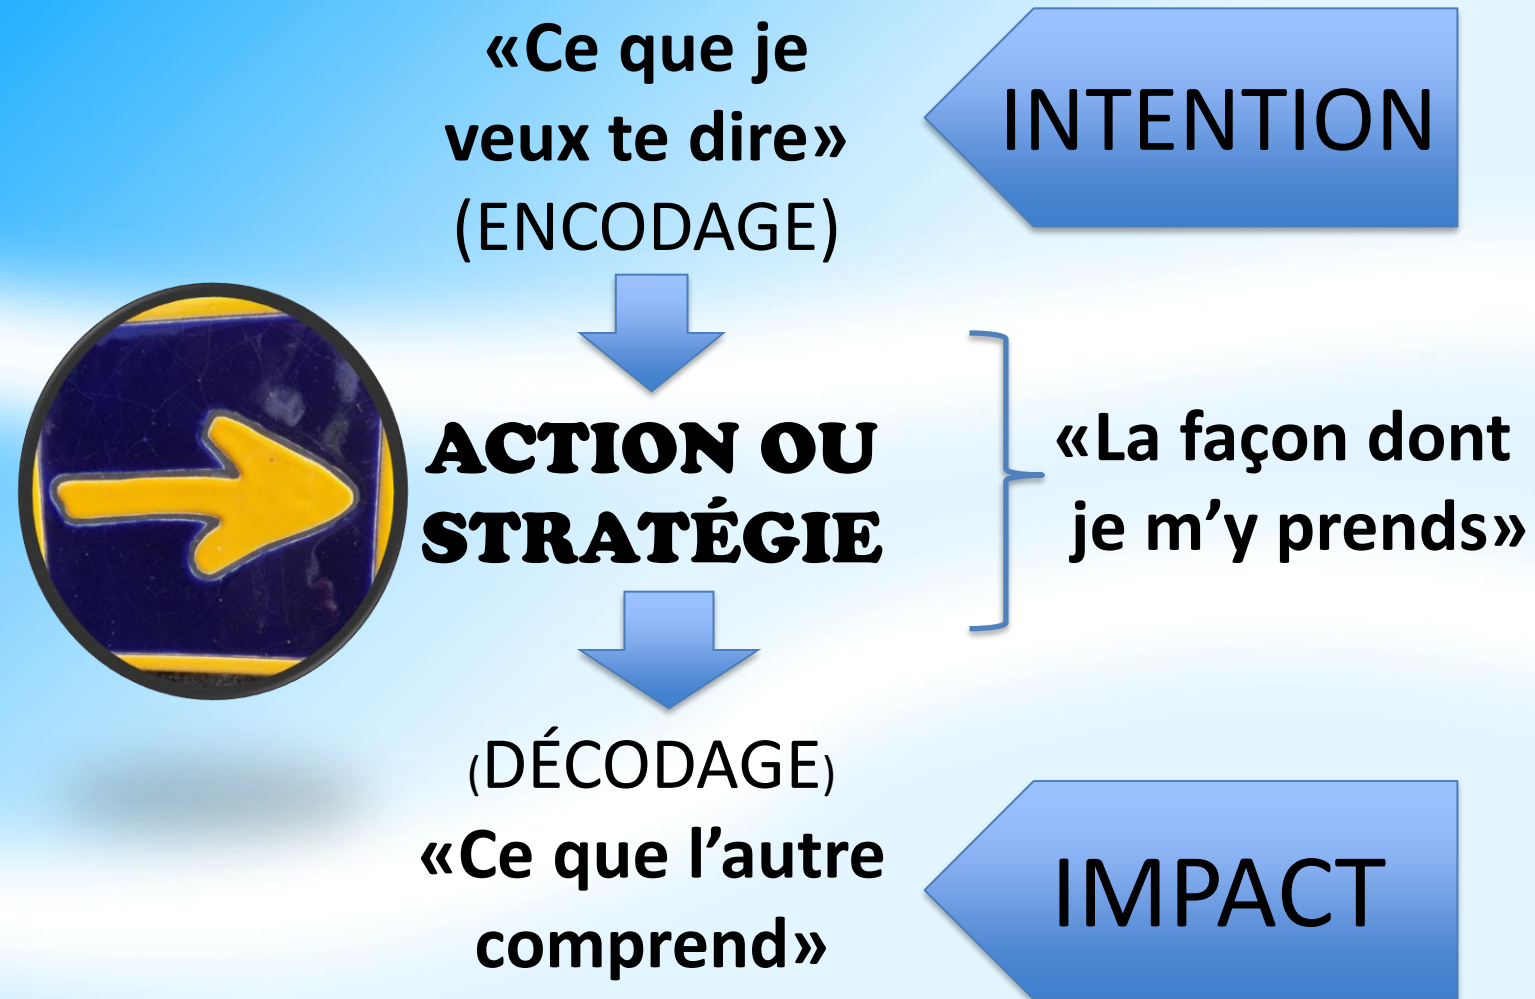 «Ce que je
veux te dire»
(ENCODAGE)
INTENTION
ACTION OU
STRATÉGIE
«La façon dont
je m’y prends»
(DÉCODAGE)
«Ce que l’autre
comprend»
IMPACT